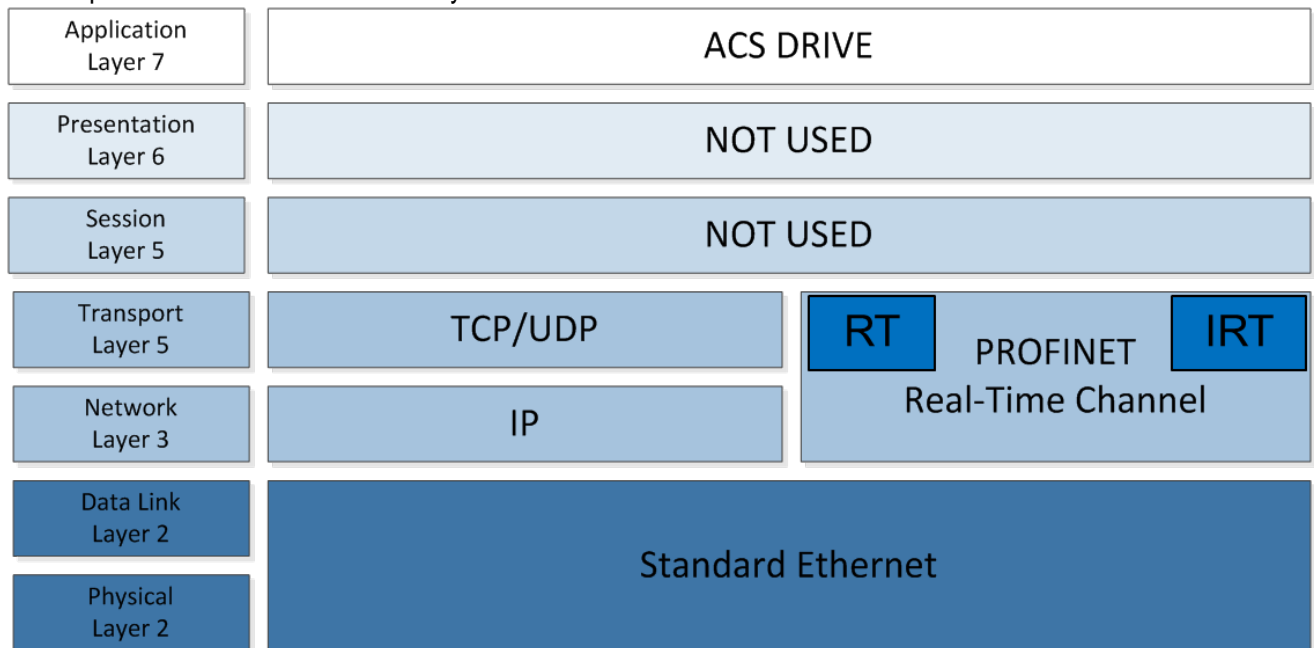 Application
Layer 7
ACS DRIVE
Presentation
Layer 6
NOT USED
Session
Layer 5
NOT USED
Transport
Layer 5
TCP/UDP
RT
IRT
PROFINET
Real-Time Channel
Network
Layer 3
IP
Data Link
Layer 2
Standard Ethernet
Physical
Layer 2